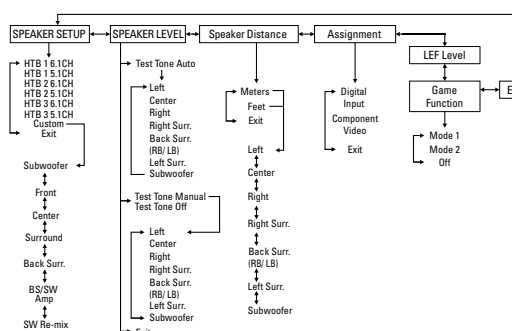 SPEAKER SETUP
HTB 1 6.1CH
HTB 1 5.1CH
HTB 2 6.1CH
HTB 2 5.1CH
HTB 3 6.1CH
HTB 3 5.1CH
Custom
Exit
Subwoofer
Front
Center
Surround
Back Surr.
BS/SW
Amp
SW Re-mix
SPEAKER LEVEL
Test Tone Auto
Left
Center
Right
Right Surr.
Back Surr.
(RB/ LB)
Left Surr.
Subwoofer
Test Tone Manual
Test Tone Off
Left
Center
Right
Right Surr.
Back Surr.
(RB/ LB)
Left Surr.
Subwoofer
Exit
Speaker Distance
Meters
Feet
Exit
Left
Center
Right
Right Surr.
Back Surr.
(RB/ LB)
Left Surr.
Subwoofer
Assignment
Digital
Input
Component
Video
Exit
LEF Level
Game
Function
Mode 1
Mode 2
Off